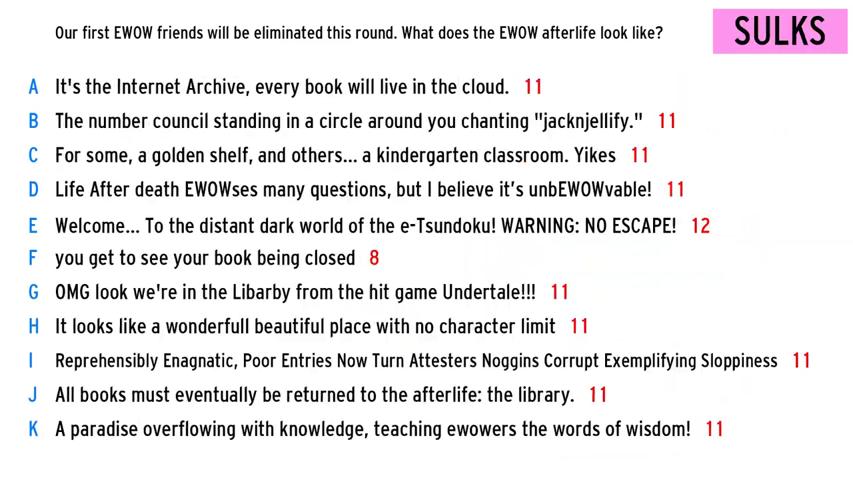 Our first EWOW friends will be eliminated this round. What does the EWOW afterlife look like?
SULKS
A It's the Internet Archive, every book will live in the cloud. 11
B The number council standing in a circle around you chanting "jacknjellify." 11
C For some, a golden shelf, and others... a kindergarten classroom. Yikes 11
D Life After death EWOWses many questions, but I believe it’s unbEWOWvable! 11
E Welcome... To the distant dark world of the e-Tsundoku! WARNING: NO ESCAPE! 12
F you get to see your book being closed 8
G OMG look we're in the Libarby from the hit game Undertale!!! 11
H It looks like a wonderfull beautiful place with no character limit 11
I Reprehensibly Enagnatic, Poor Entries Now Turn Attesters Noggins Corrupt Exemplifying Sloppiness 11
J All books must eventually be returned to the afterlife: the library. 11
K A paradise overflowing with knowledge, teaching ewowers the words of wisdom! 11